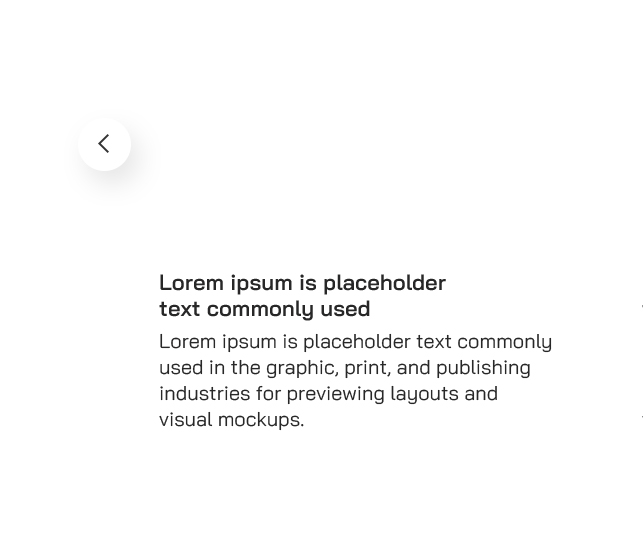 Lorem ipsum is placeholder
text commonly used
Lorem ipsum is placeholder text commonly
used in the graphic, print, and publishing
industries for previewing layouts and
visual mockups.